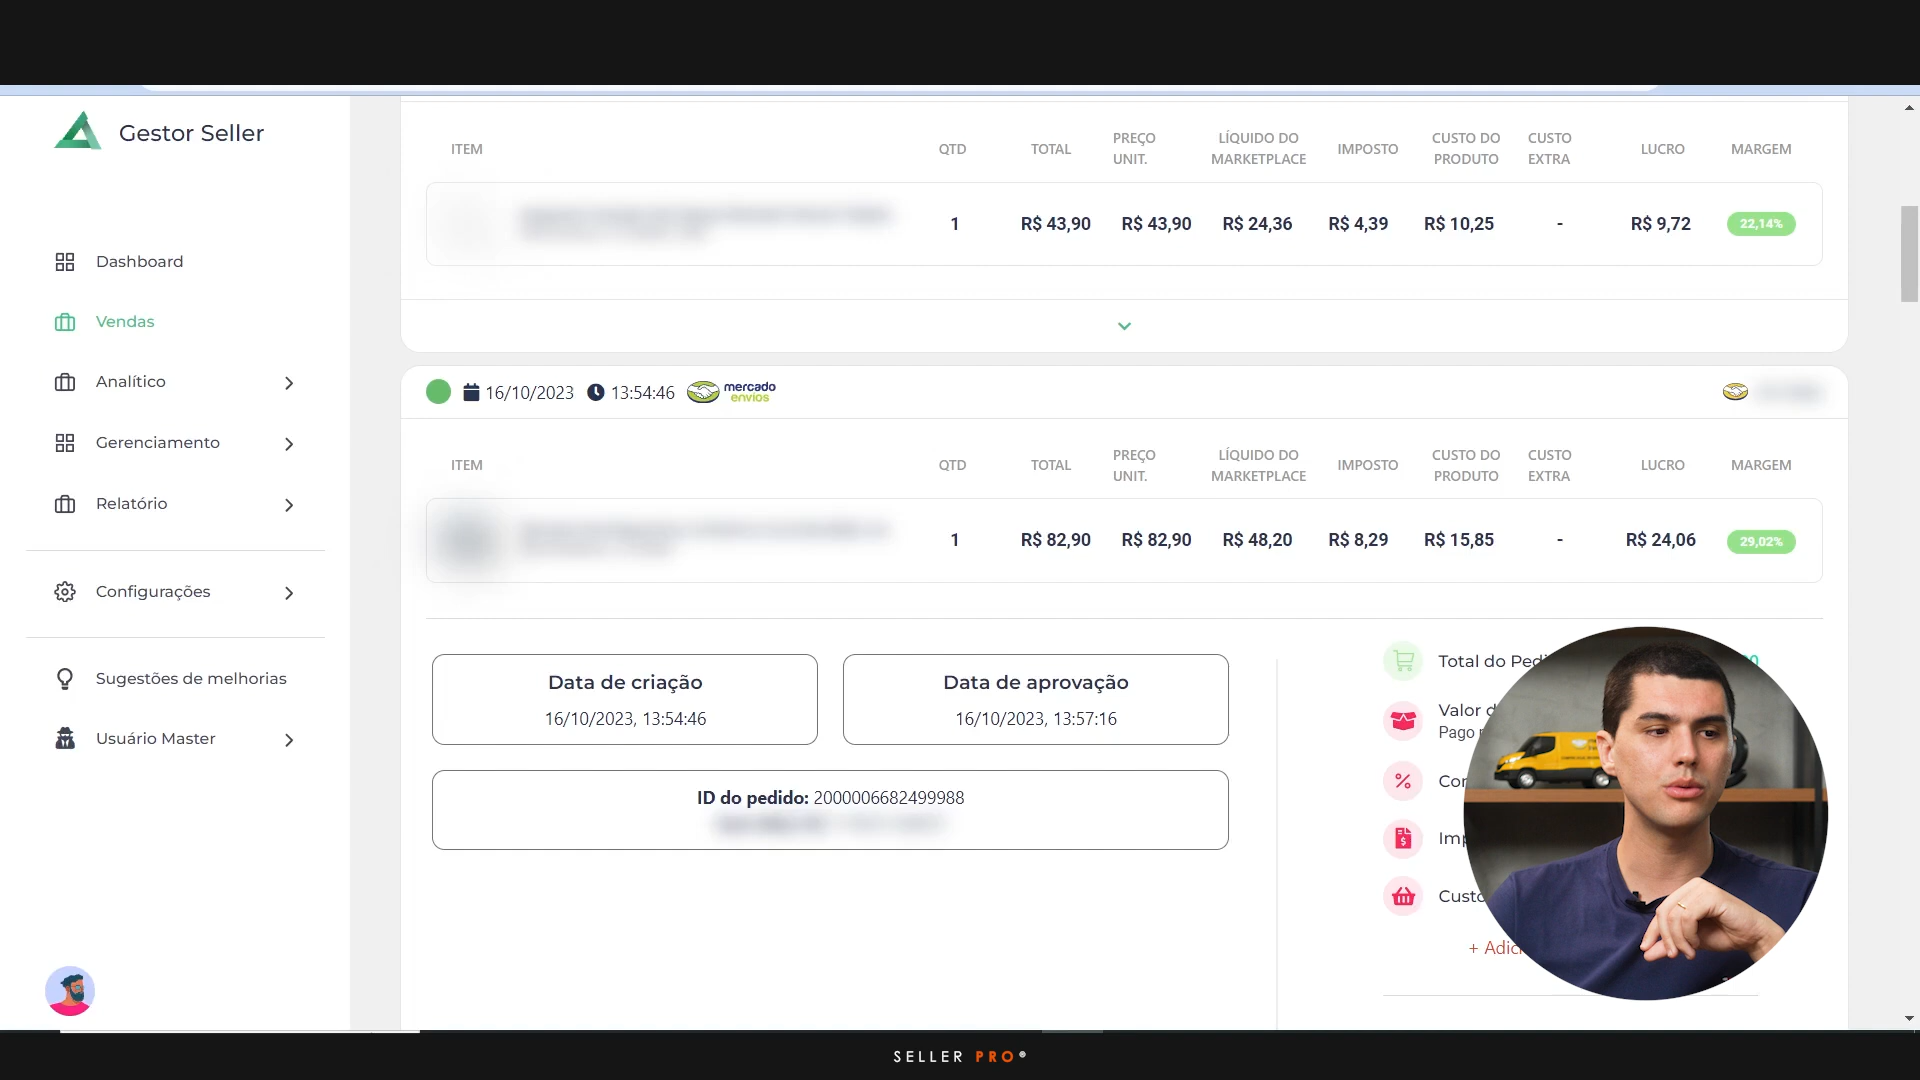 Gestor Seller
Dashboard
Vendas
Analítico
Gerenciamento
Relatório
Configurações
Sugestões de melhorias
Usuário Master
ITEM QTD TOTAL PREÇO UNIT. LÍQUIDO DO MARKETPLACE IMPOSTO CUSTO DO PRODUTO CUSTO EXTRA LUCRO MARGEM
1 R$ 43,90 R$ 43,90 R$ 24,36 R$ 4,39 R$ 10,25 - R$ 9,72 22,14%
16/10/2023 13:54:46 mercado envios
ITEM QTD TOTAL PREÇO UNIT. LÍQUIDO DO MARKETPLACE IMPOSTO CUSTO DO PRODUTO CUSTO EXTRA LUCRO MARGEM
1 R$ 82,90 R$ 82,90 R$ 48,20 R$ 8,29 R$ 15,85 - R$ 24,06 29,02%
Data de criação
16/10/2023, 13:54:46
Data de aprovação
16/10/2023, 13:57:16
ID do pedido: 2000006682499988
Total do
Valor
Pago
SELLER PRO®